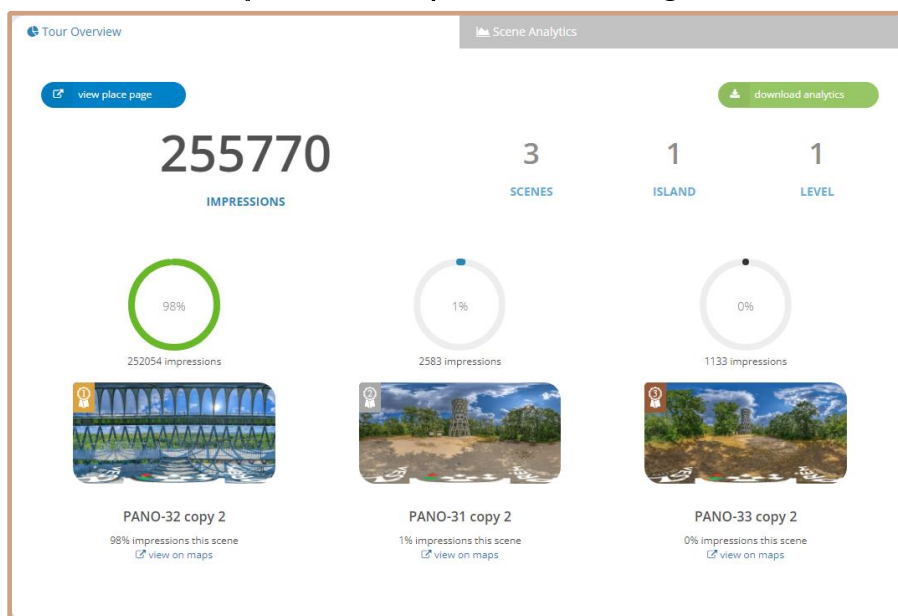 Tour Overview
Scene Analytics
view place page
download analytics
255770
IMPRESSIONS
3
SCENES
1
ISLAND
1
LEVEL
98%
252054 impressions
1%
2583 impressions
0%
1133 impressions
1
2
3
PANO-32 copy 2
98% impressions this scene
view on maps
PANO-31 copy 2
1% impressions this scene
view on maps
PANO-33 copy 2
0% impressions this scene
view on maps